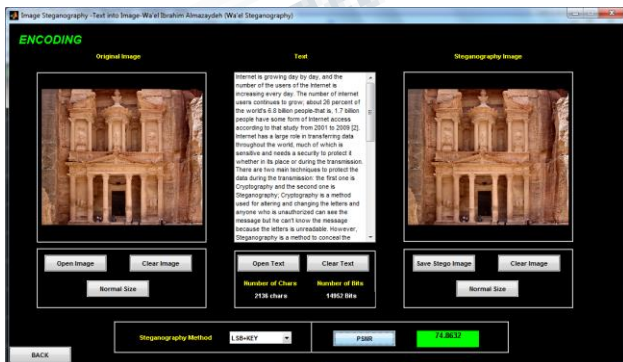 Image Steganography -Text into Image-Wa'el Ibrahim Almazaydeh (Wa'el Steganography)
ENCODING
Original Image
Text
Steganography Image
Internet is growing day by day, and the
number of the users of the Internet is
increasing every day. The number of internet
users continues to grow; about 26 percent of
the world's 6.8 billion people-that is, 1.7 billion
people have some form of Internet access
according to that study from 2001 to 2009 [2].
Internet has a large role in transferring data
throughout the world, much of which is
sensitive and needs a security to protect it
whether in its place or during the transmission.
There are two main techniques to protect the
data during the transmission: the first one is
Cryptography and the second one is
Steganography; Cryptography is a method
used for altering and changing the letters and
anyone who is unauthorized can see the
message but he can't know the message
because the letters is unreadable. However,
Steganography is a method to conceal the
Open Image
Clear Image
Normal Size
Open Text
Clear Text
Number of Chars
Number of Bits
2136 chars
14952 Bits
Save Stego Image
Clear Image
Normal Size
Steganography Method
LSB+KEY
PSNR
74.8632
BACK